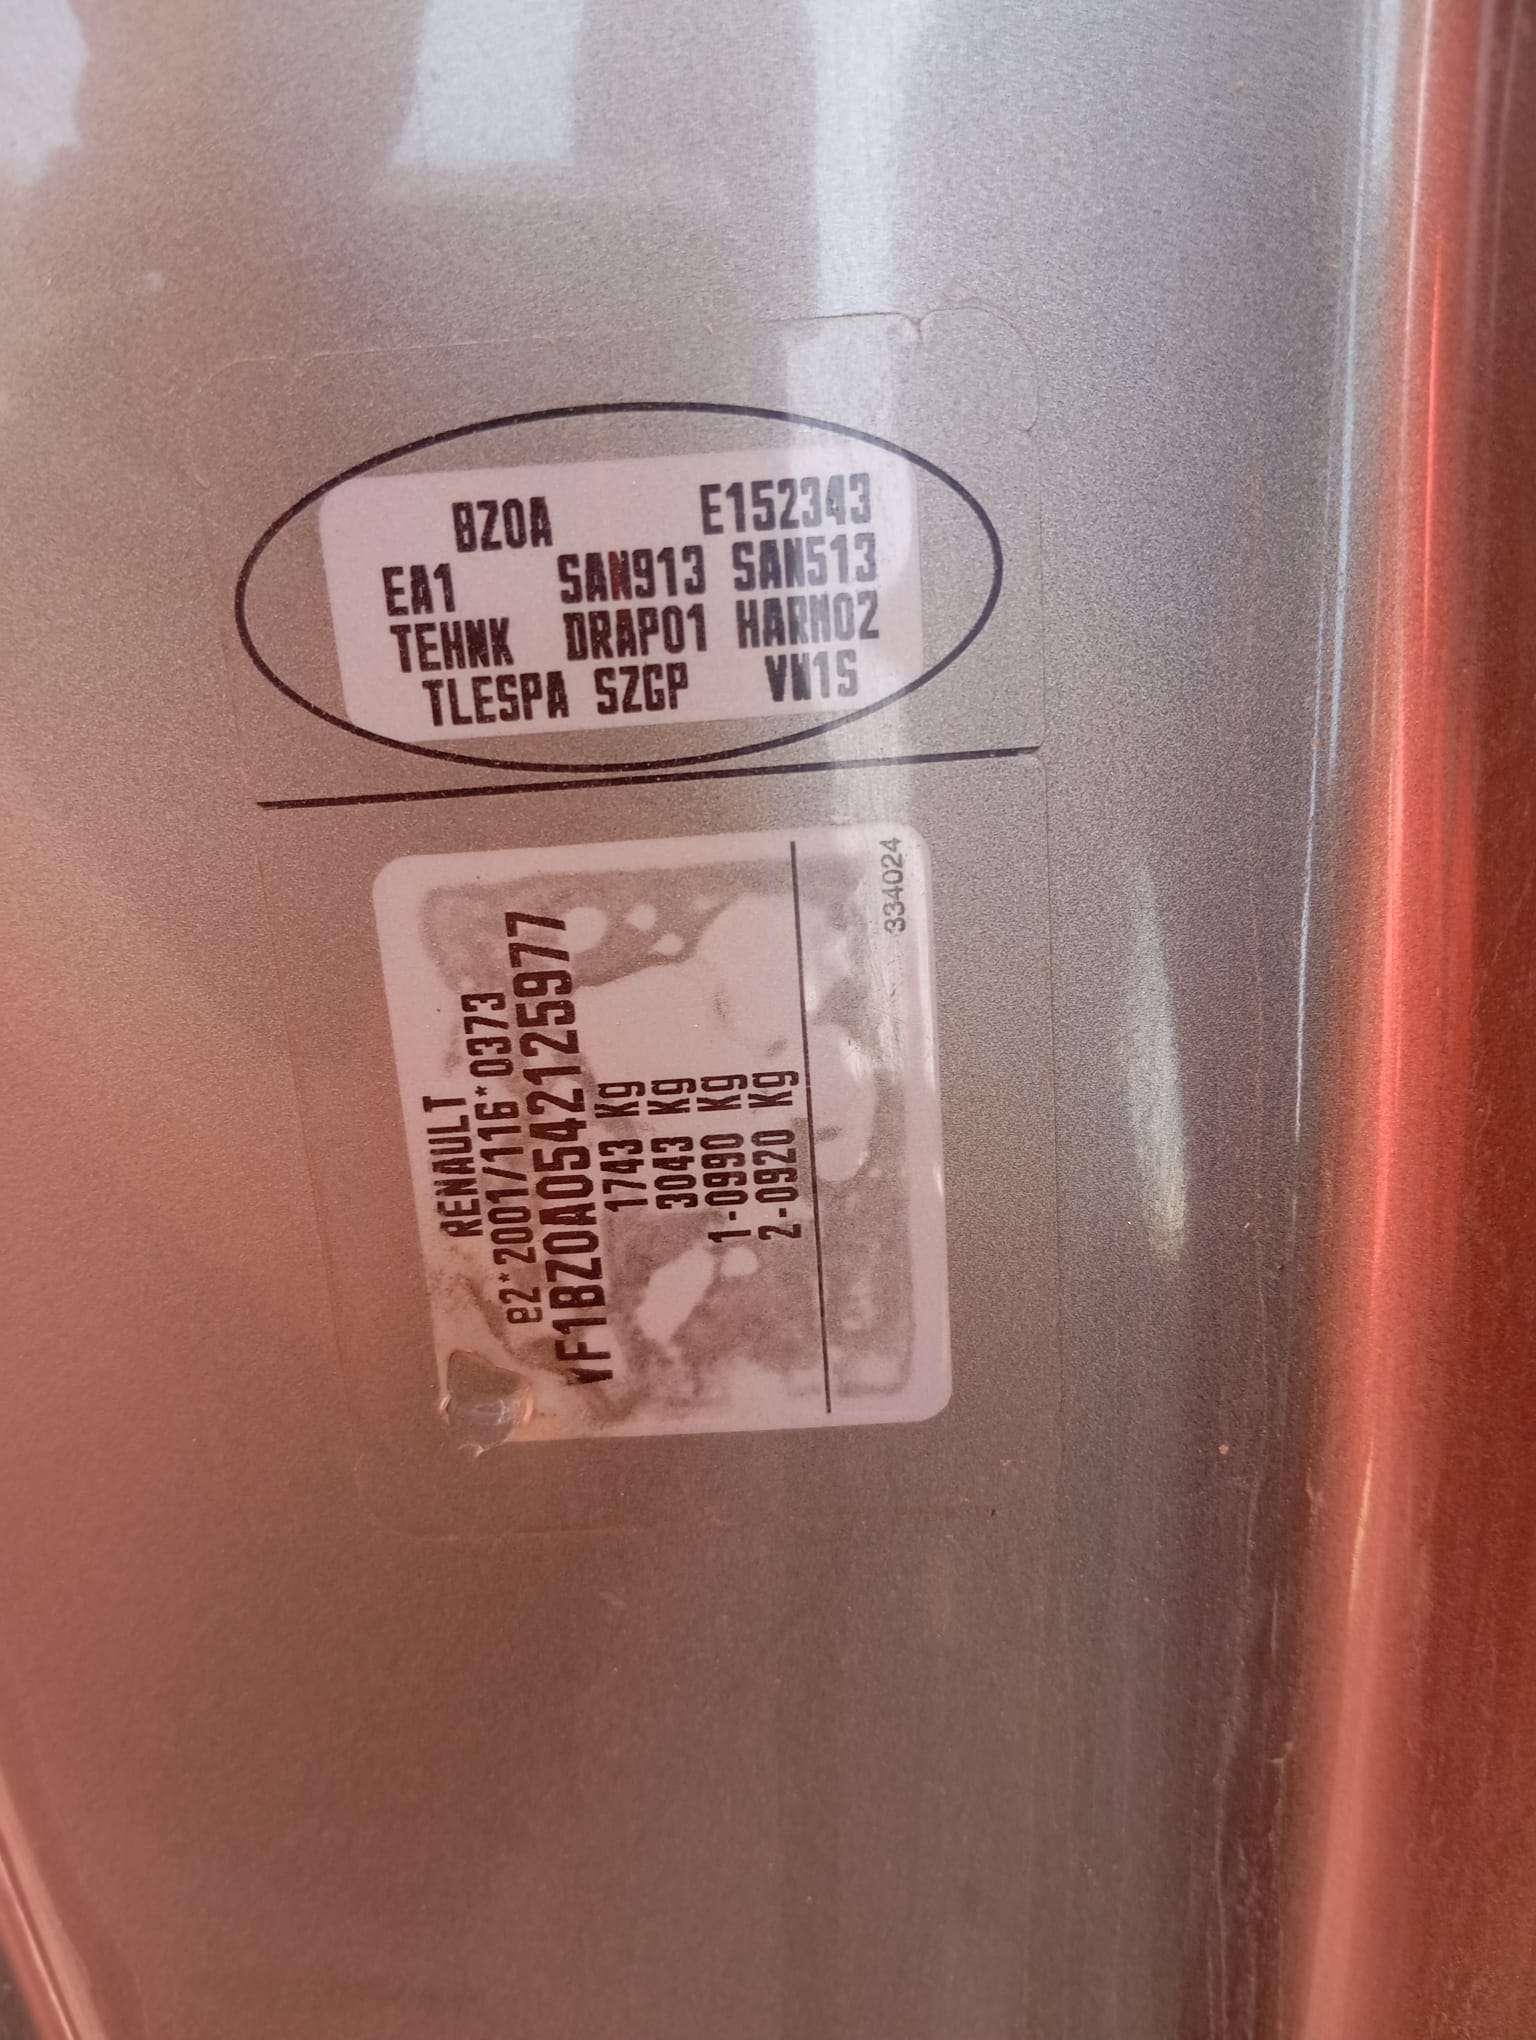 BZ0A E152343
EA1 SAN913 SAN513
TEHNK DRAP01 HARM02
TLESPA SZGP VN1S
RENAULT
e2*2001/116*0373
VF1BZ0A0542125977
1743 Kg
3043 Kg
1-0990 Kg
2-0920 Kg
334024